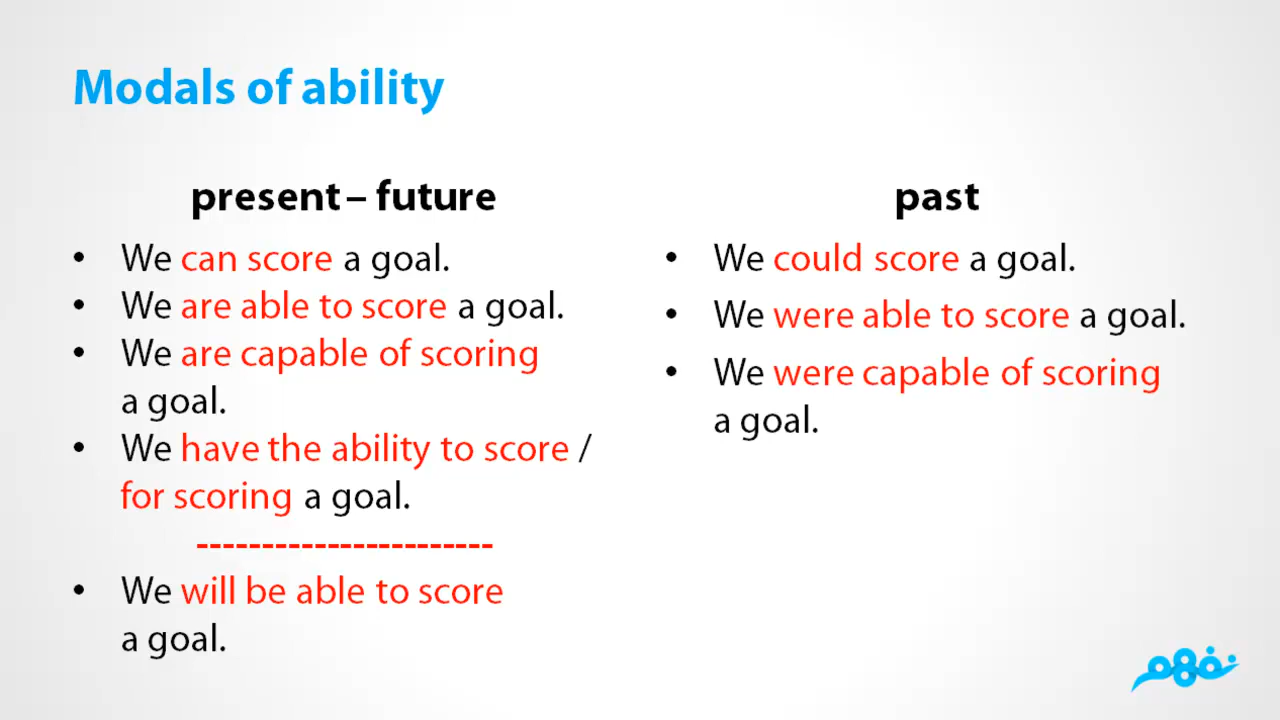 Modals of ability
present – future
• We can score a goal.
• We are able to score a goal.
• We are capable of scoring
a goal.
• We have the ability to score /
for scoring a goal.
-----------------------
• We will be able to score
a goal.
past
• We could score a goal.
• We were able to score a goal.
• We were capable of scoring
a goal.
نفهم